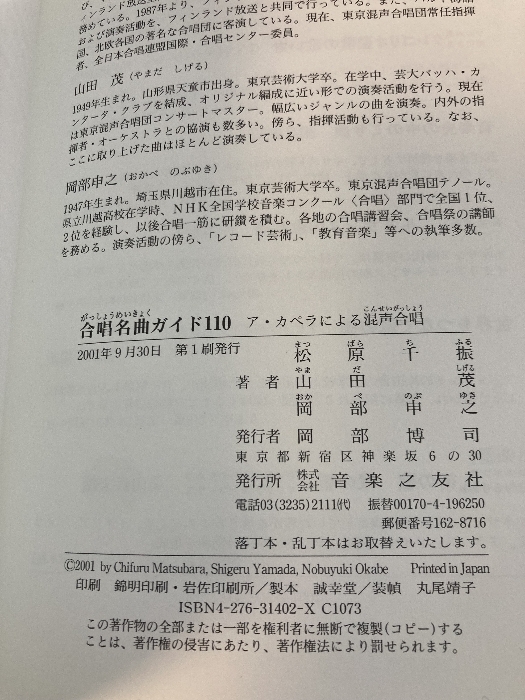 務めている。1987年より、フィ
および演奏活動を、フィンランド放送と共同で行っている。また、
国、北欧各国の著名な合唱団に客演している。現在、東京混声合唱団常任指揮
者、全日本合唱連盟国際・合唱センター委員。
山田 茂(やまだ しげる)
1949年生まれ。山形県天童市出身。東京芸術大学卒。在学中、芸大バッハ・カ
ンタータ・クラブを結成、オリジナル編成に近い形での演奏活動を行う。現在
は東京混声合唱団コンサートマスター。幅広いジャンルの曲を演奏。内外の指
揮者・オーケストラとの協演も数多い。傍ら、指揮活動も行っている。なお、
ここに取り上げた曲はほとんど演奏している。
岡部申之(おかべ のぶゆき)
1947年生まれ。埼玉県川越市在住。東京芸術大学卒。東京混声合唱団テノール。
県立川越高校在学時、NHK全国学校音楽コンクール〈合唱〉部門で全国1位、
2位を経験し、以後合唱一筋に研鑽を積む。各地の合唱講習会、合唱祭の講師
を務める。演奏活動の傍ら、「レコード芸術」、「教育音楽」等への執筆多数。
がっしょうめいきょく こんせいがっしょう
合唱名曲ガイド110 ア・カペラによる混声合唱
2001年9月30日 第1刷発行
まつ ばら ち ふる
松原千振
やま だ しげる
著者 山田茂
おか べ のぶ ゆき
岡部申之
発行者 岡部博司
東京都新宿区神楽坂6の30
発行所 株式会社 音楽之友社
電話03(3235)2111(代) 振替00170-4-196250
郵便番号162-8716
落丁本・乱丁本はお取替えいたします。
©2001 by Chifuru Matsubara, Shigeru Yamada, Nobuyuki Okabe Printed in Japan
印刷 錦明印刷・岩佐印刷所/製本 誠幸堂/装幀 丸尾靖子
ISBN4-276-31402-X C1073
この著作物の全部または一部を権利者に無断で複製(コピー)する
ことは、著作権の侵害にあたり、著作権法により罰せられます。